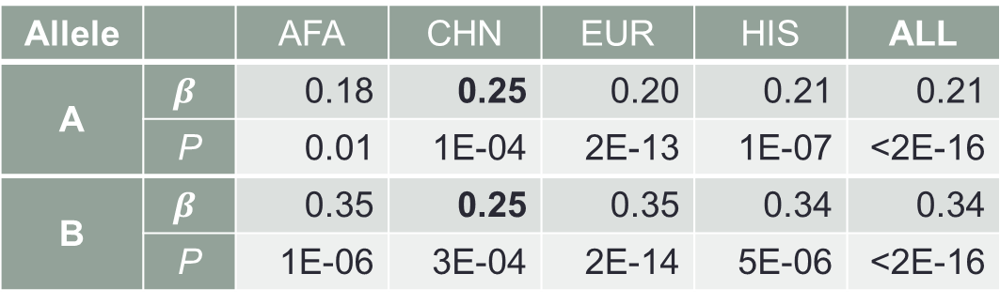 Allele AFA CHN EUR HIS ALL
A β 0.18 0.25 0.20 0.21 0.21
P 0.01 1E-04 2E-13 1E-07 <2E-16
B β 0.35 0.25 0.35 0.34 0.34
P 1E-06 3E-04 2E-14 5E-06 <2E-16